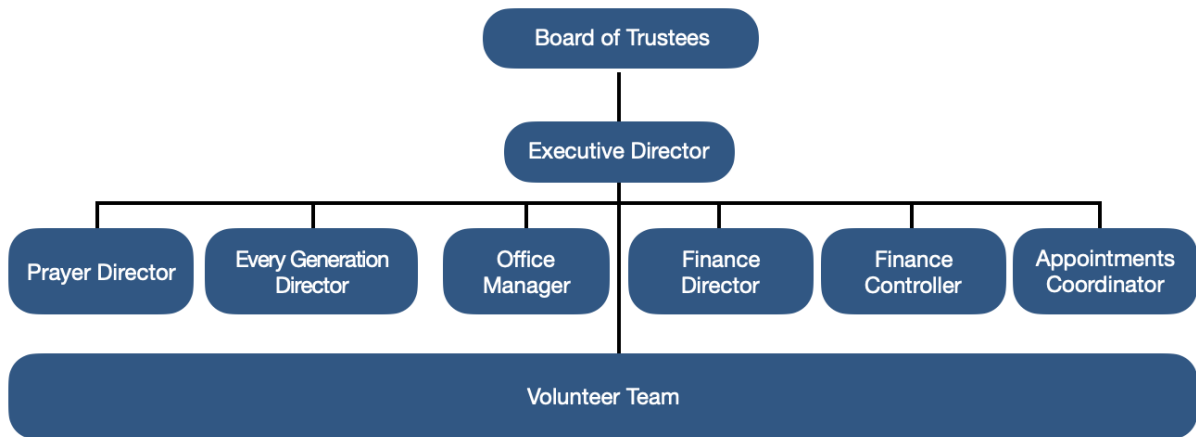 Board of Trustees
Executive Director
Prayer Director
Every Generation
Director
Office
Manager
Finance
Director
Finance
Controller
Appointments
Coordinator
Volunteer Team